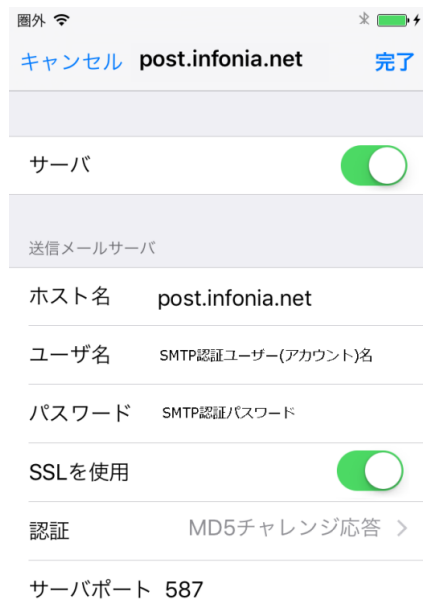 圏外
キャンセル post.infonia.net 完了
サーバ
送信メールサーバ
ホスト名 post.infonia.net
ユーザ名 SMTP認証ユーザー(アカウント)名
パスワード SMTP認証パスワード
SSLを使用
認証 MD5チャレンジ応答
サーバポート 587